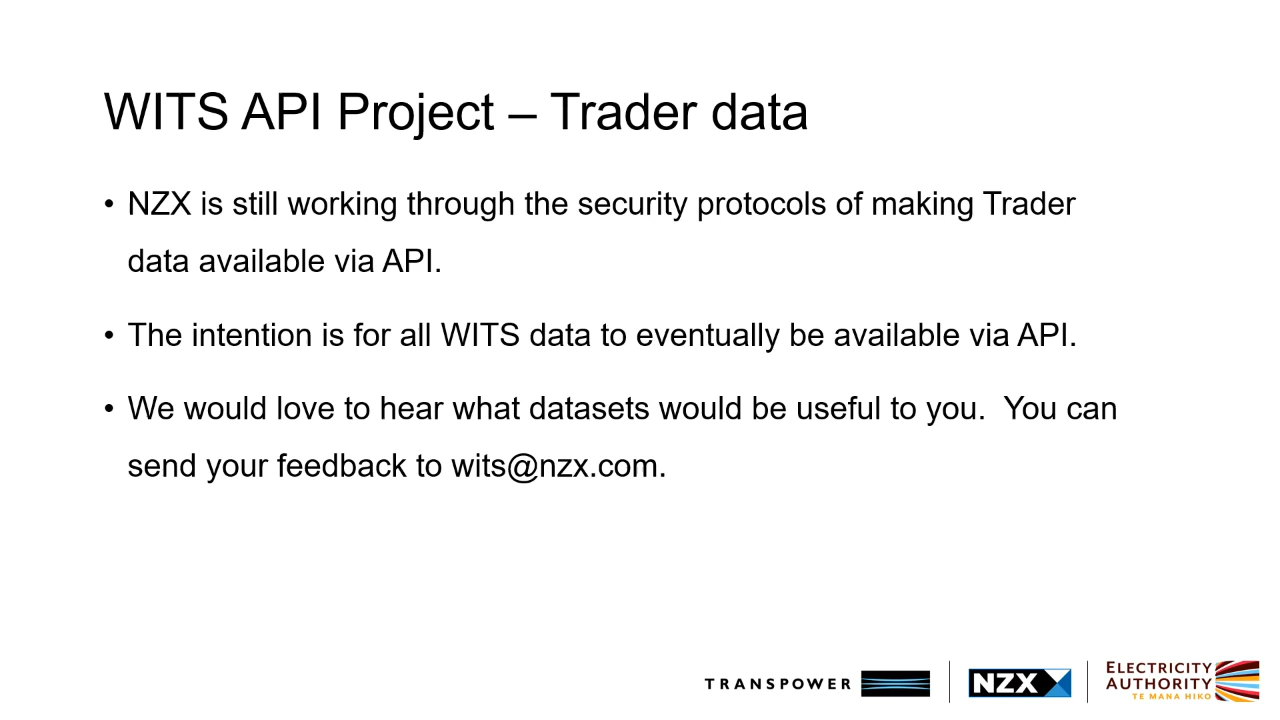 WITS API Project – Trader data
• NZX is still working through the security protocols of making Trader
data available via API.
• The intention is for all WITS data to eventually be available via API.
• We would love to hear what datasets would be useful to you.  You can
send your feedback to wits@nzx.com.
TRANSPOWER
NZX
ELECTRICITY
AUTHORITY
TE MANA HIKO